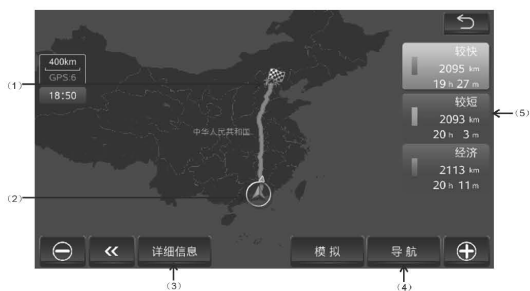 400km
GPS:6
18:50
中华人民共和国
较快
2095 km
19 h 27 m
较短
2093 km
20 h 3 m
经济
2113 km
20 h 11 m
详细信息
模拟
导航
(1)
(2)
(3)
(4)
(5)